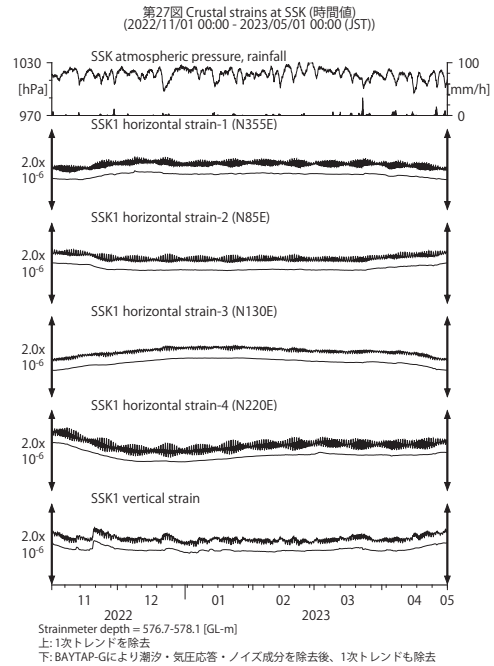 第27図 Crustal strains at SSK (時間値)
(2022/11/01 00:00 - 2023/05/01 00:00 (JST))
SSK atmospheric pressure, rainfall
1030
[hPa]
970
100
[mm/h]
0
SSK1 horizontal strain-1 (N355E)
2.0x
10-6
SSK1 horizontal strain-2 (N85E)
2.0x
10-6
SSK1 horizontal strain-3 (N130E)
2.0x
10-6
SSK1 horizontal strain-4 (N220E)
2.0x
10-6
SSK1 vertical strain
2.0x
10-6
11 12 01 02 03 04 05
2022 2023
Strainmeter depth = 576.7-578.1 [GL-m]
上: 1次トレンドを除去
下: BAYTAP-Gにより潮汐・気圧応答・ノイズ成分を除去後、1次トレンドも除去